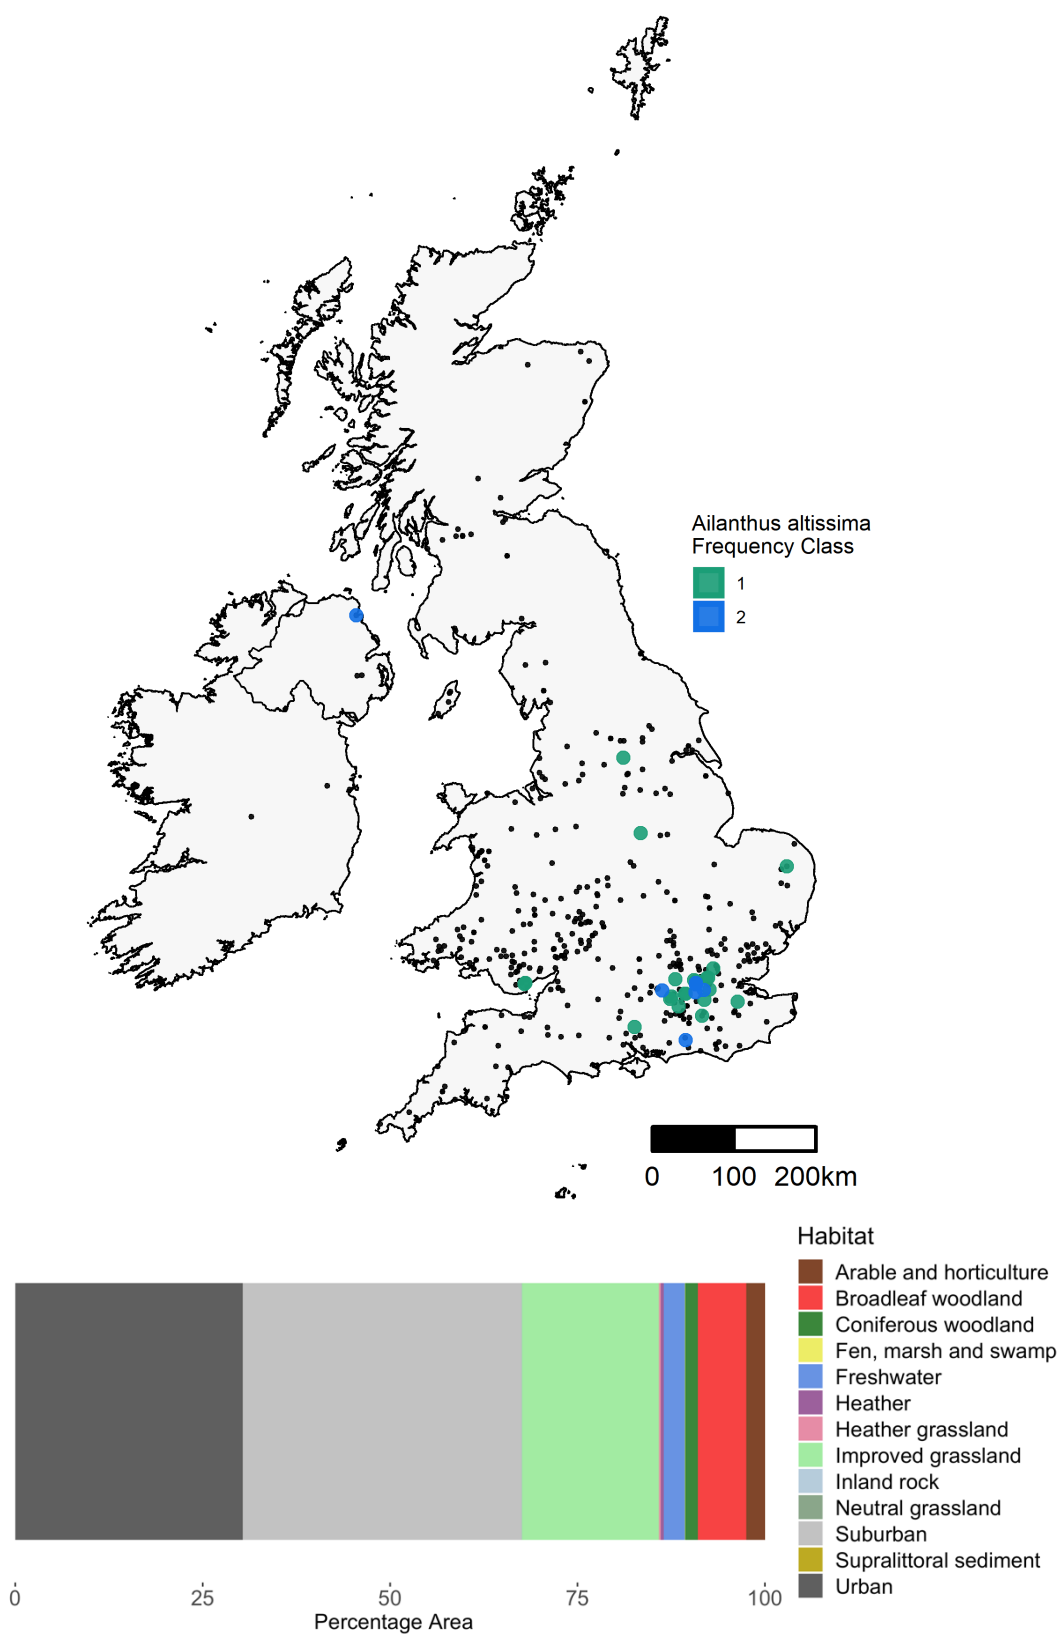 Ailanthus altissima
Frequency Class
1
2
0 100 200km
Habitat
Arable and horticulture
Broadleaf woodland
Coniferous woodland
Fen, marsh and swamp
Freshwater
Heather
Heather grassland
Improved grassland
Inland rock
Neutral grassland
Suburban
Supralittoral sediment
Urban
0 25 50 75 100
Percentage Area